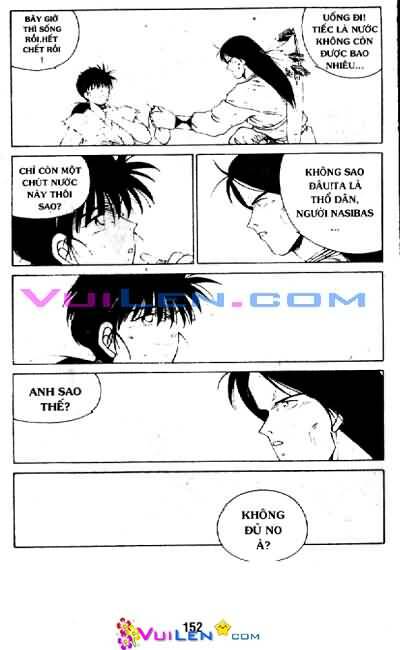 BÂY GIỜ
THÌ SỐNG
RỒI.HẾT
CHẾT RỒI
!
UỐNG ĐI!
TIẾC LÀ NƯỚC
KHÔNG CÒN
ĐƯỢC BAO
NHIÊU...
CHỈ CÒN MỘT
CHÚT NƯỚC
NÀY THÔI
SAO?
KHÔNG SAO
ĐÂU!TA LÀ
THỔ DÂN,
NGƯỜI NASIBAS
...
VUILEN.COM
ANH SAO
THẾ?
KHÔNG
ĐỦ NO
À?
152
VUILEN.COM